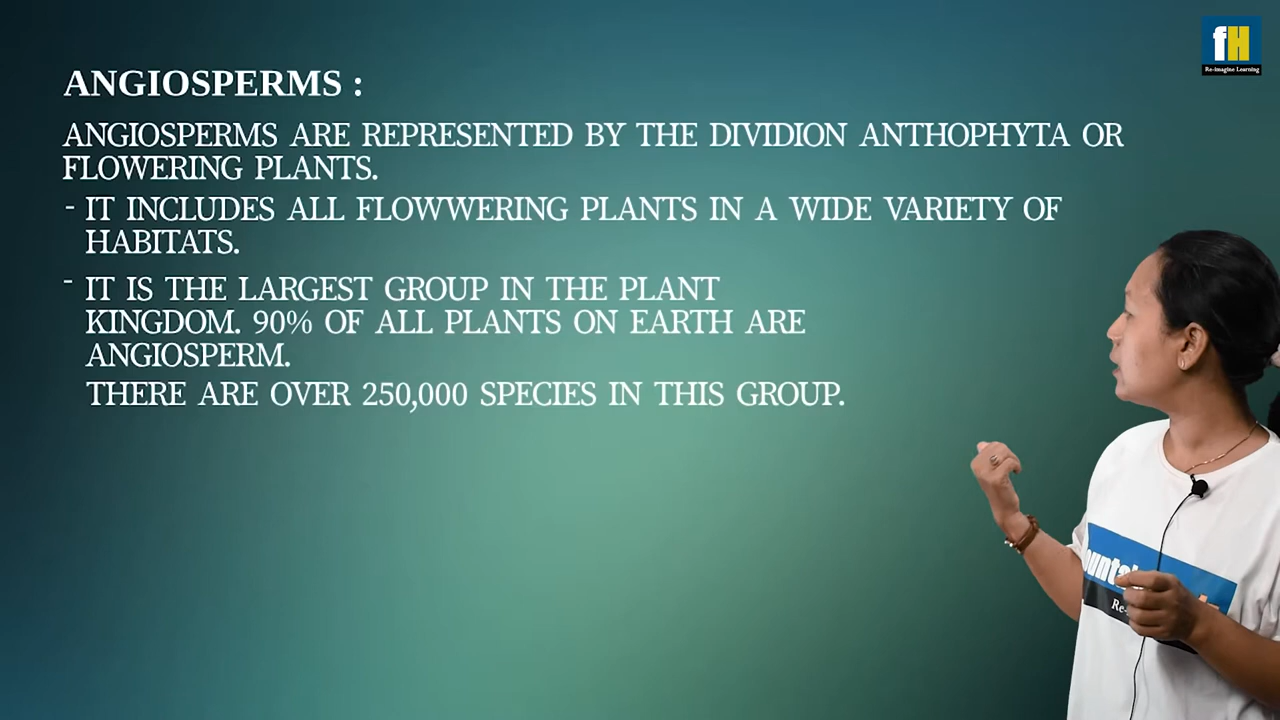 fH
Re-imagine Learning
ANGIOSPERMS :
ANGIOSPERMS ARE REPRESENTED BY THE DIVIDION ANTHOPHYTA OR
FLOWERING PLANTS.
- IT INCLUDES ALL FLOWWERING PLANTS IN A WIDE VARIETY OF
HABITATS.
- IT IS THE LARGEST GROUP IN THE PLANT
KINGDOM. 90% OF ALL PLANTS ON EARTH ARE
ANGIOSPERM.
THERE ARE OVER 250,000 SPECIES IN THIS GROUP.